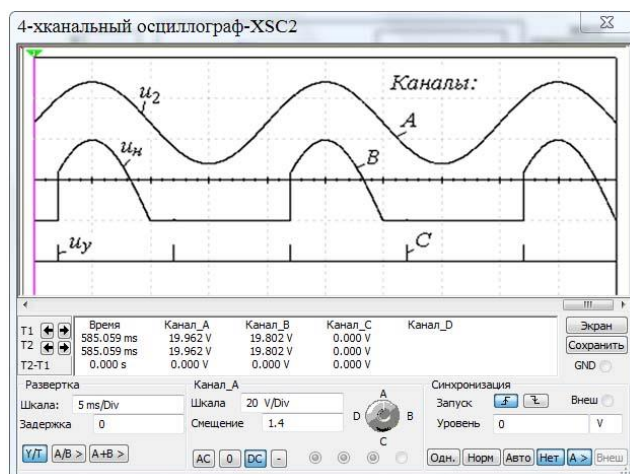 4-хканальный осциллограф-XSC2
Каналы:
u2
A
uн
B
uу
C
Время Канал_A Канал_B Канал_C Канал_D
T1 585.059 ms 19.962 V 19.802 V 0.000 V
T2 585.059 ms 19.962 V 19.802 V 0.000 V
T2-T1 0.000 s 0.000 V 0.000 V 0.000 V
Экран
Сохранить
GND
Развертка
Шкала: 5 ms/Div
Задержка 0
Y/T A/B > A+B >
Канал_A
Шкала 20 V/Div
Смещение 1.4
AC 0 DC -
A
D B
C
Синхронизация
Запуск Внеш
Уровень 0 V
Одн. Норм Авто Нет A > Внеш